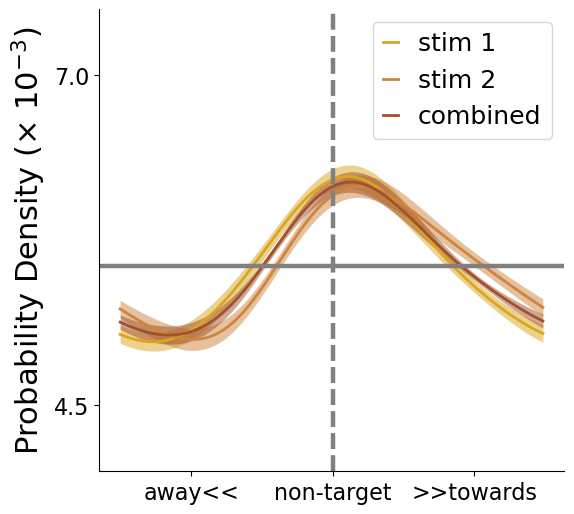 Probability Density (× 10⁻³)
7.0
4.5
stim 1
stim 2
combined
away<< non-target >>towards